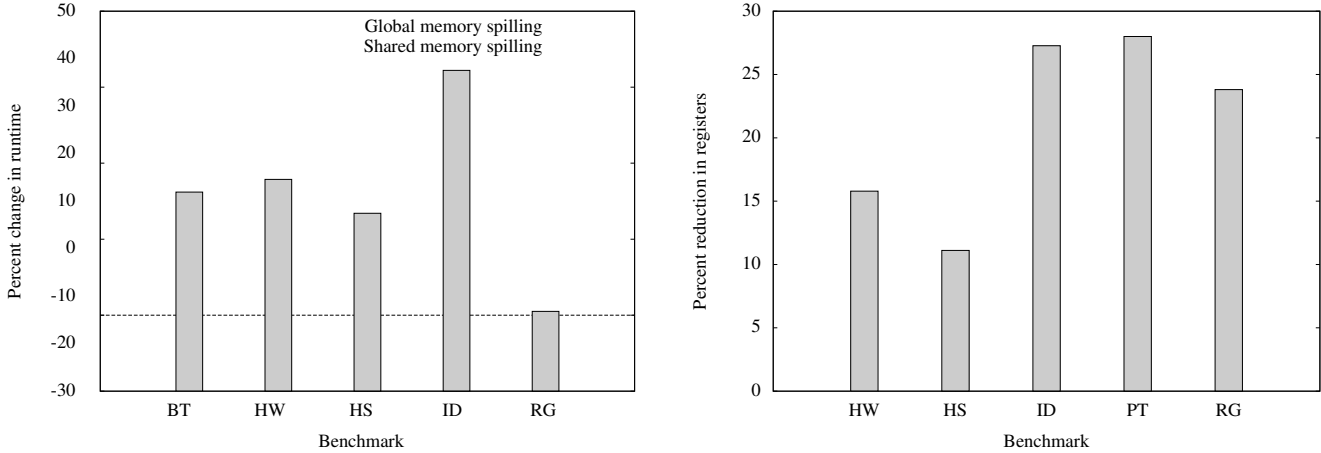 50
40
30
20
10
0
-10
-20
-30
Percent change in runtime
Global memory spilling
Shared memory spilling
BT HW HS ID RG
Benchmark
30
25
20
15
10
5
0
Percent reduction in registers
HW HS ID PT RG
Benchmark